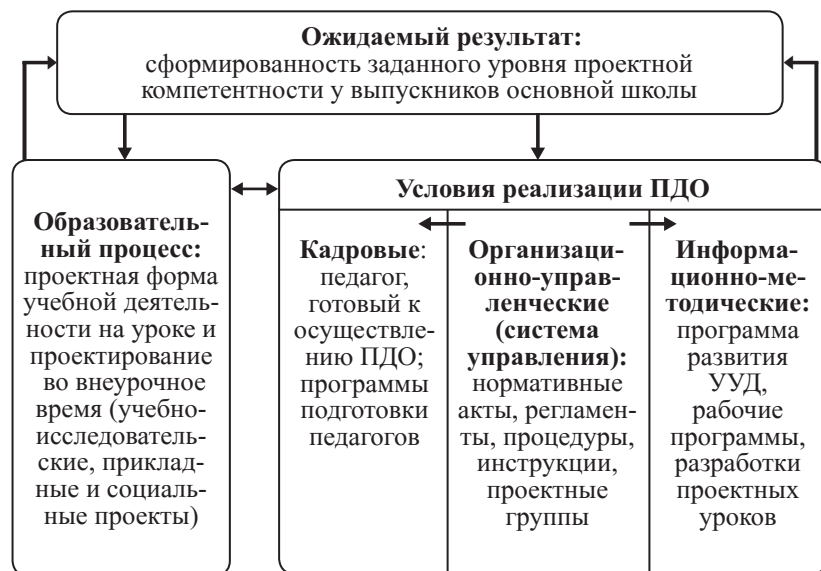 Ожидаемый результат:
сформированность заданного уровня проектной
компетентности у выпускников основной школы
Образователь-
ный процесс:
проектная форма
учебной деятель-
ности на уроке и
проектирование
во внеурочное
время (учебно-
исследователь-
ские, приклад-
ные и социаль-
ные проекты)
Условия реализации ПДО
Кадровые:
педагог,
готовый к
осуществле-
нию ПДО;
программы
подготовки
педагогов
Организаци-
онно-управ-
ленческие
(система
управления):
нормативные
акты, регламен-
ты, процедуры,
инструкции,
проектные
группы
Информа-
ционно-ме-
тодические:
программа
развития
УУД,
рабочие
программы,
разработки
проектных
уроков